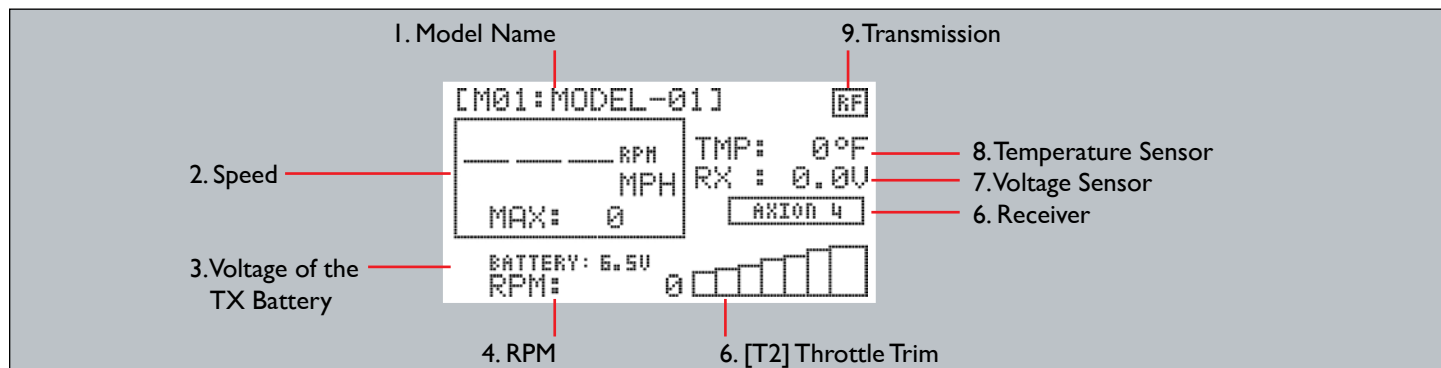 1. Model Name
9. Transmission
[M01:MODEL-01]
RF
RPM
MPH
MAX: 0
TMP: 0°F
RX : 0.0V
AXION 4
2. Speed
8. Temperature Sensor
7. Voltage Sensor
6. Receiver
3. Voltage of the
TX Battery
BATTERY: 6.5V
RPM: 0
4. RPM
6. [T2] Throttle Trim